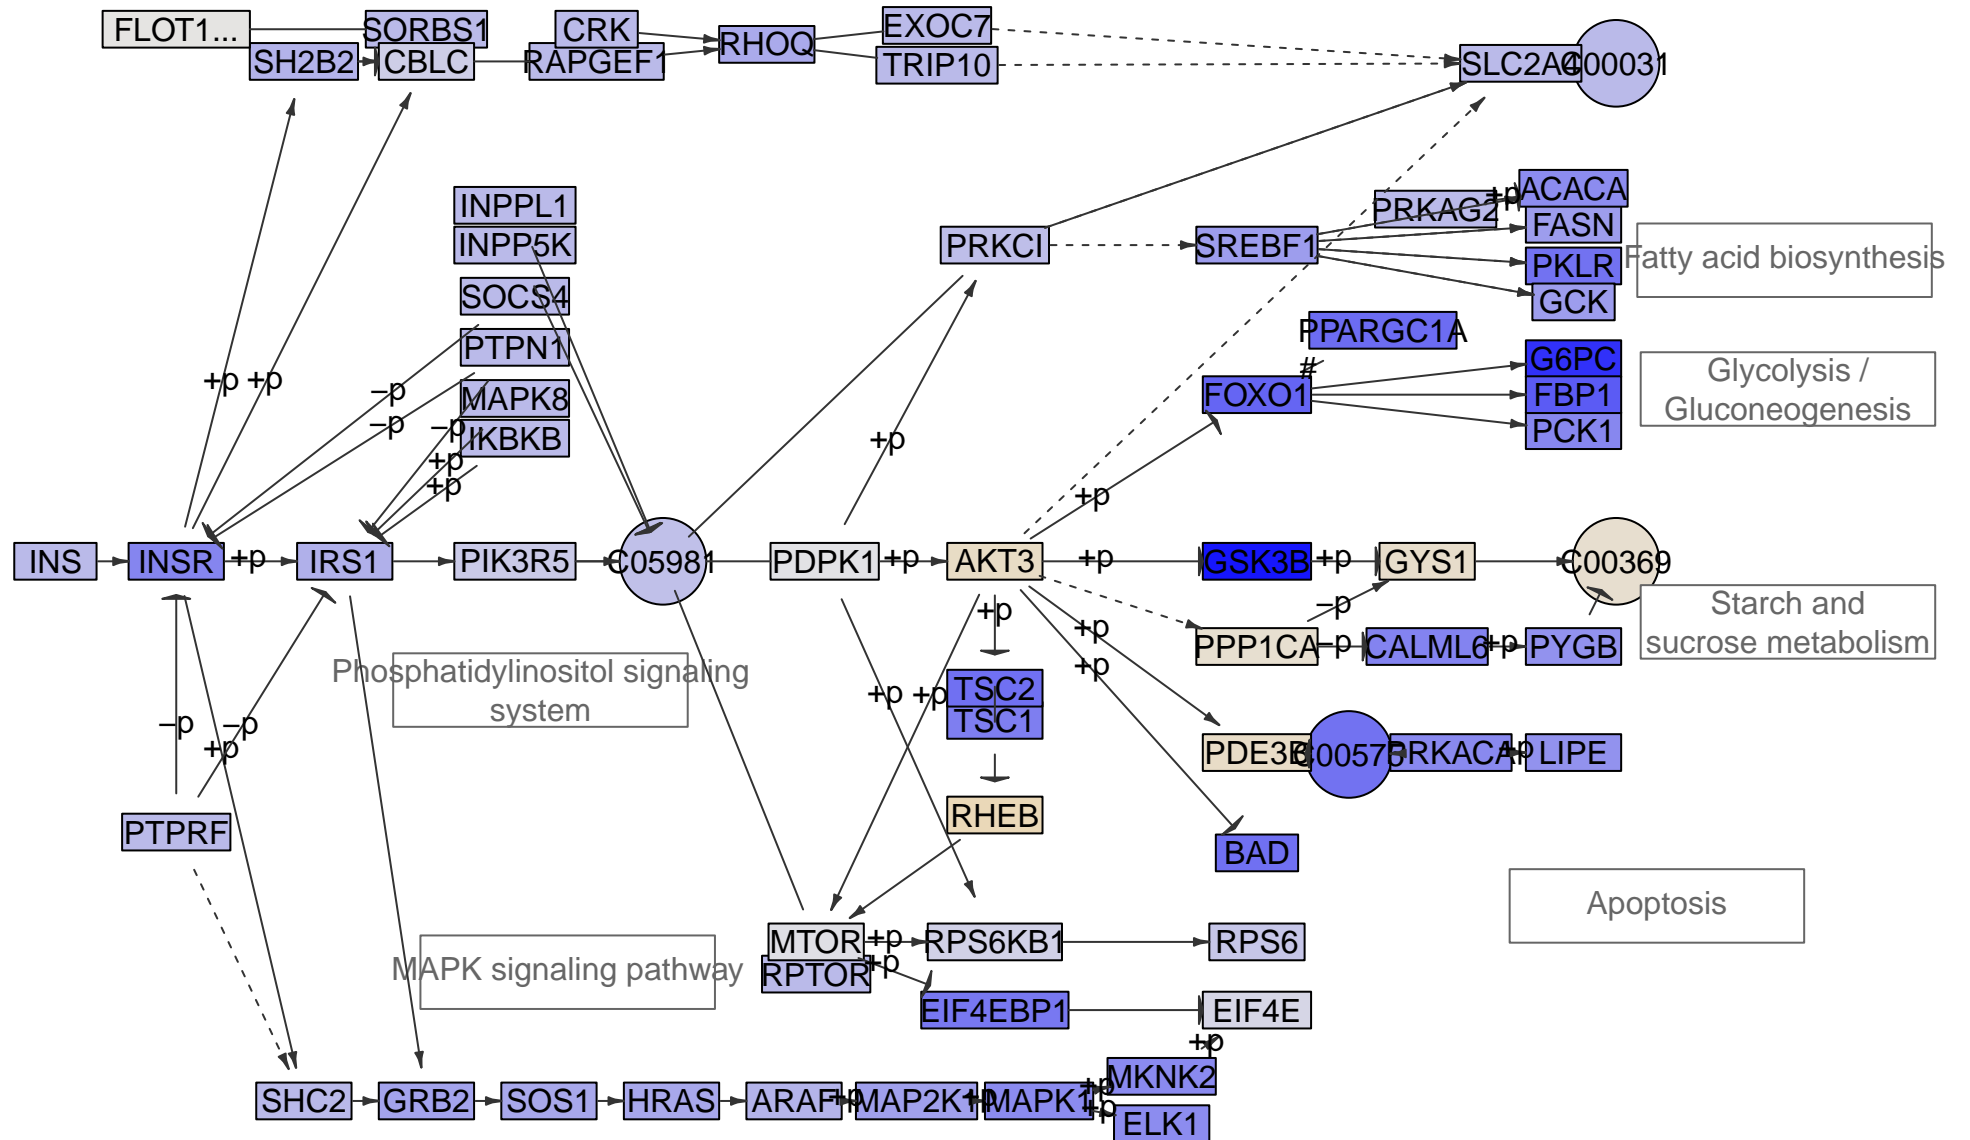 FLOT1...
SORBS1
CRK
EXOC7
RHOQ
SH2B2
CBLC
RAPGEF1
TRIP10
SLC2A4
C00031
INPPL1
INPP5K
SOCS4
PTPN1
MAPK8
IKBKB
PRKCI
SREBF1
PRKAG2
+p
ACACA
FASN
PKLR
GCK
Fatty acid biosynthesis
PPARGC1A
#
FOXO1
G6PC
FBP1
PCK1
Glycolysis /
Gluconeogenesis
+p
+p
−p
−p
−p
+p
+p
+p
+p
INS
INSR
+p
IRS1
PIK3R5
C05981
PDPK1
+p
AKT3
+p
GSK3B
+p
GYS1
C00369
−p
+p
+p
+p
PPP1CA
−p
CALML6
+p
PYGB
Starch and
sucrose metabolism
Phosphatidylinositol signaling
system
−p
+p
−p
+p
+p
TSC2
TSC1
PDE3B
C00575
PRKACA
+p
LIPE
PTPRF
RHEB
BAD
Apoptosis
MTOR
+p
RPS6KB1
RPS6
MAPK signaling pathway
RPTOR
+p
EIF4EBP1
EIF4E
+p
MKNK2
SHC2
GRB2
SOS1
HRAS
ARAF
+p
MAP2K1
+p
MAPK1
+p
+p
ELK1